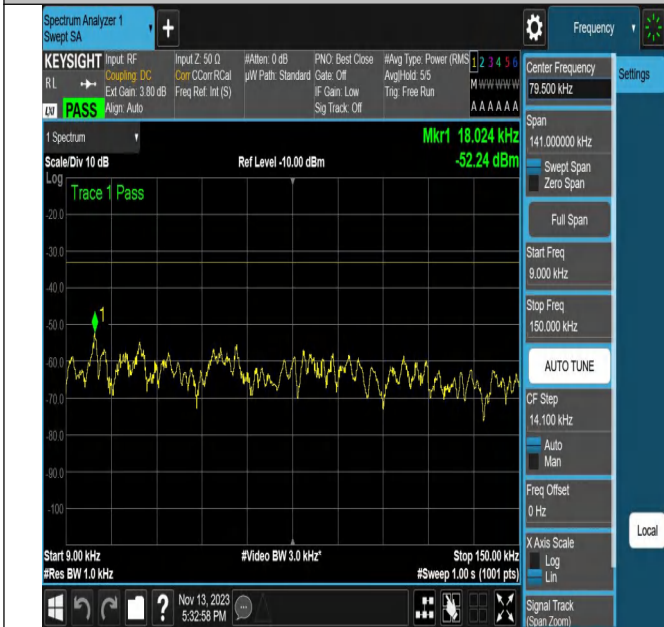 Spectrum Analyzer 1
Swept SA
Frequency
KEYSIGHT
RL
LXI
PASS
Input: RF
Coupling: DC
Ext Gain: 3.80 dB
Align: Auto
Input Z: 50 Ω
Corr CCorr RCal
Freq Ref: Int (S)
#Atten: 0 dB
µW Path: Standard
PNO: Best Close
Gate: Off
IF Gain: Low
Sig Track: Off
#Avg Type: Power (RMS
Avg|Hold: 5/5
Trig: Free Run
1 2 3 4 5 6
M W W W W W
A A A A A A
1 Spectrum
Scale/Div 10 dB
Ref Level -10.00 dBm
Mkr1 18.024 kHz
-52.24 dBm
Log
Trace 1 Pass
-20.0
-30.0
-40.0
-50.0
-60.0
-70.0
-80.0
-90.0
-100
1
Start 9.00 kHz
#Res BW 1.0 kHz
#Video BW 3.0 kHz*
Stop 150.00 kHz
#Sweep 1.00 s (1001 pts)
Nov 13, 2023
5:32:58 PM
Center Frequency
79.500 kHz
Settings
Span
141.000000 kHz
Swept Span
Zero Span
Full Span
Start Freq
9.000 kHz
Stop Freq
150.000 kHz
AUTO TUNE
CF Step
14.100 kHz
Auto
Man
Freq Offset
0 Hz
X Axis Scale
Log
Lin
Signal Track
(Span Zoom)
Local